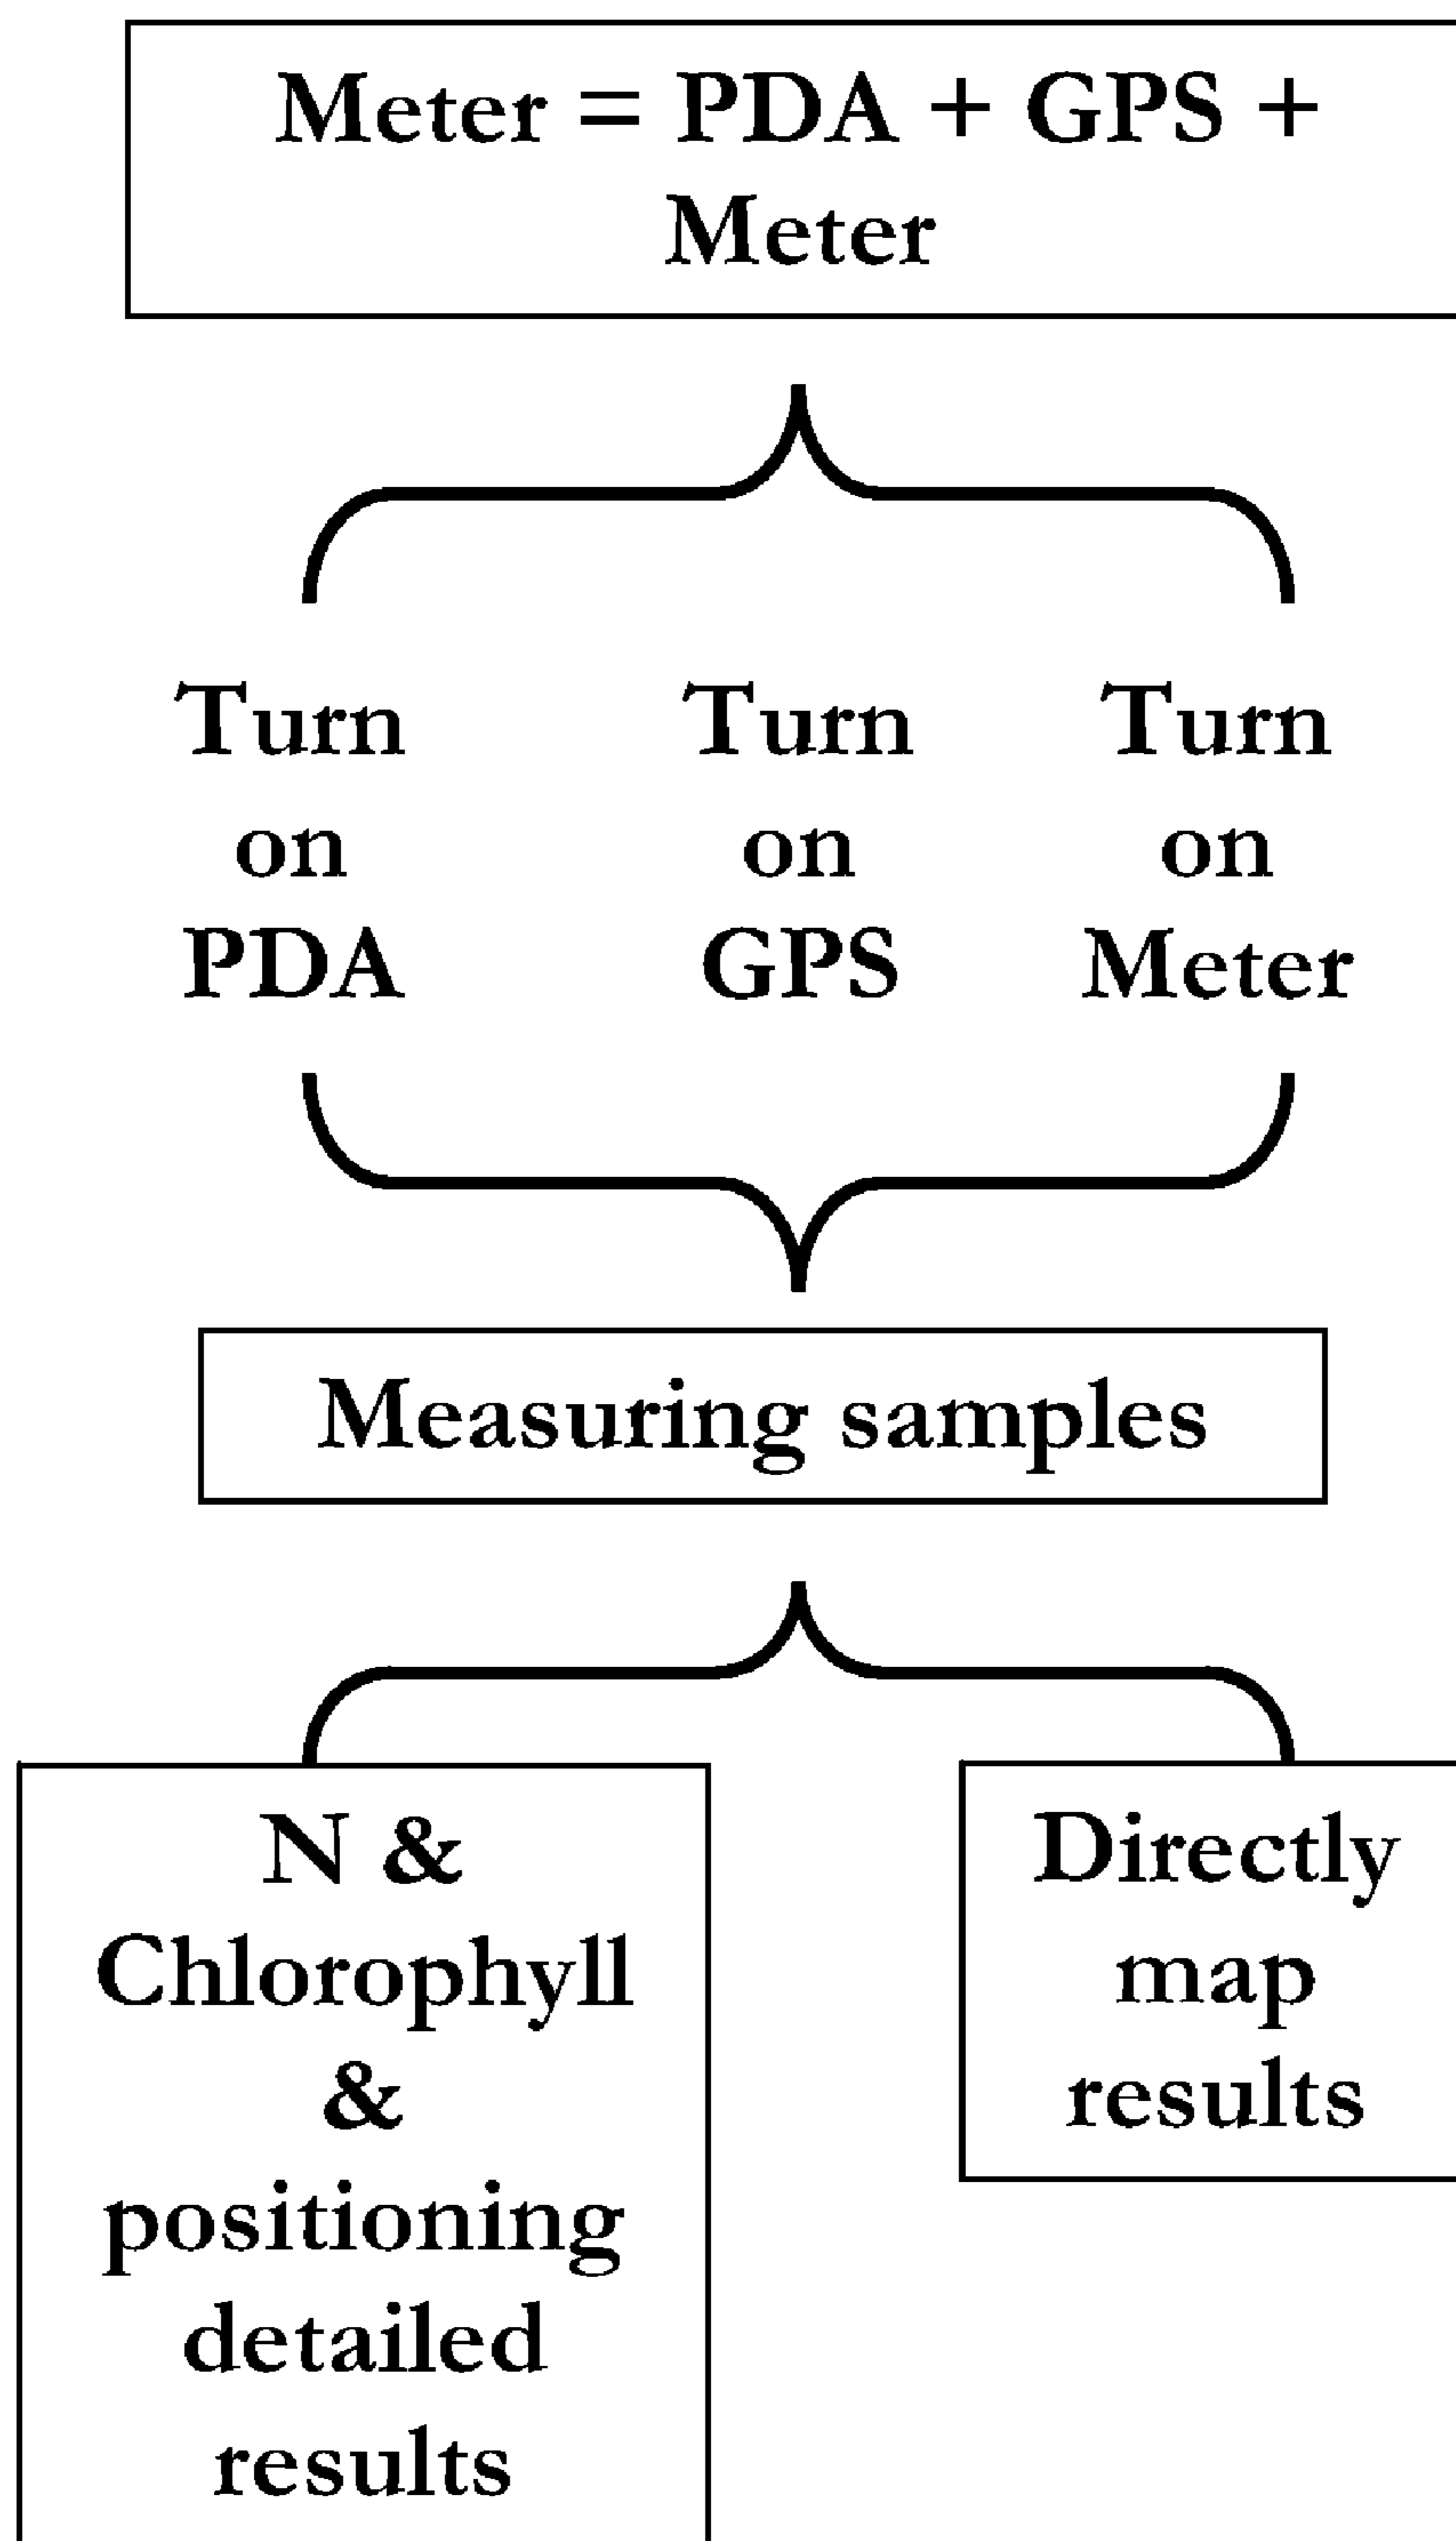 Meter = PDA + GPS +
Meter
Turn
on
PDA
Turn
on
GPS
Turn
on
Meter
Measuring samples
N &
Chlorophyll
&
positioning
detailed
results
Directly
map
results